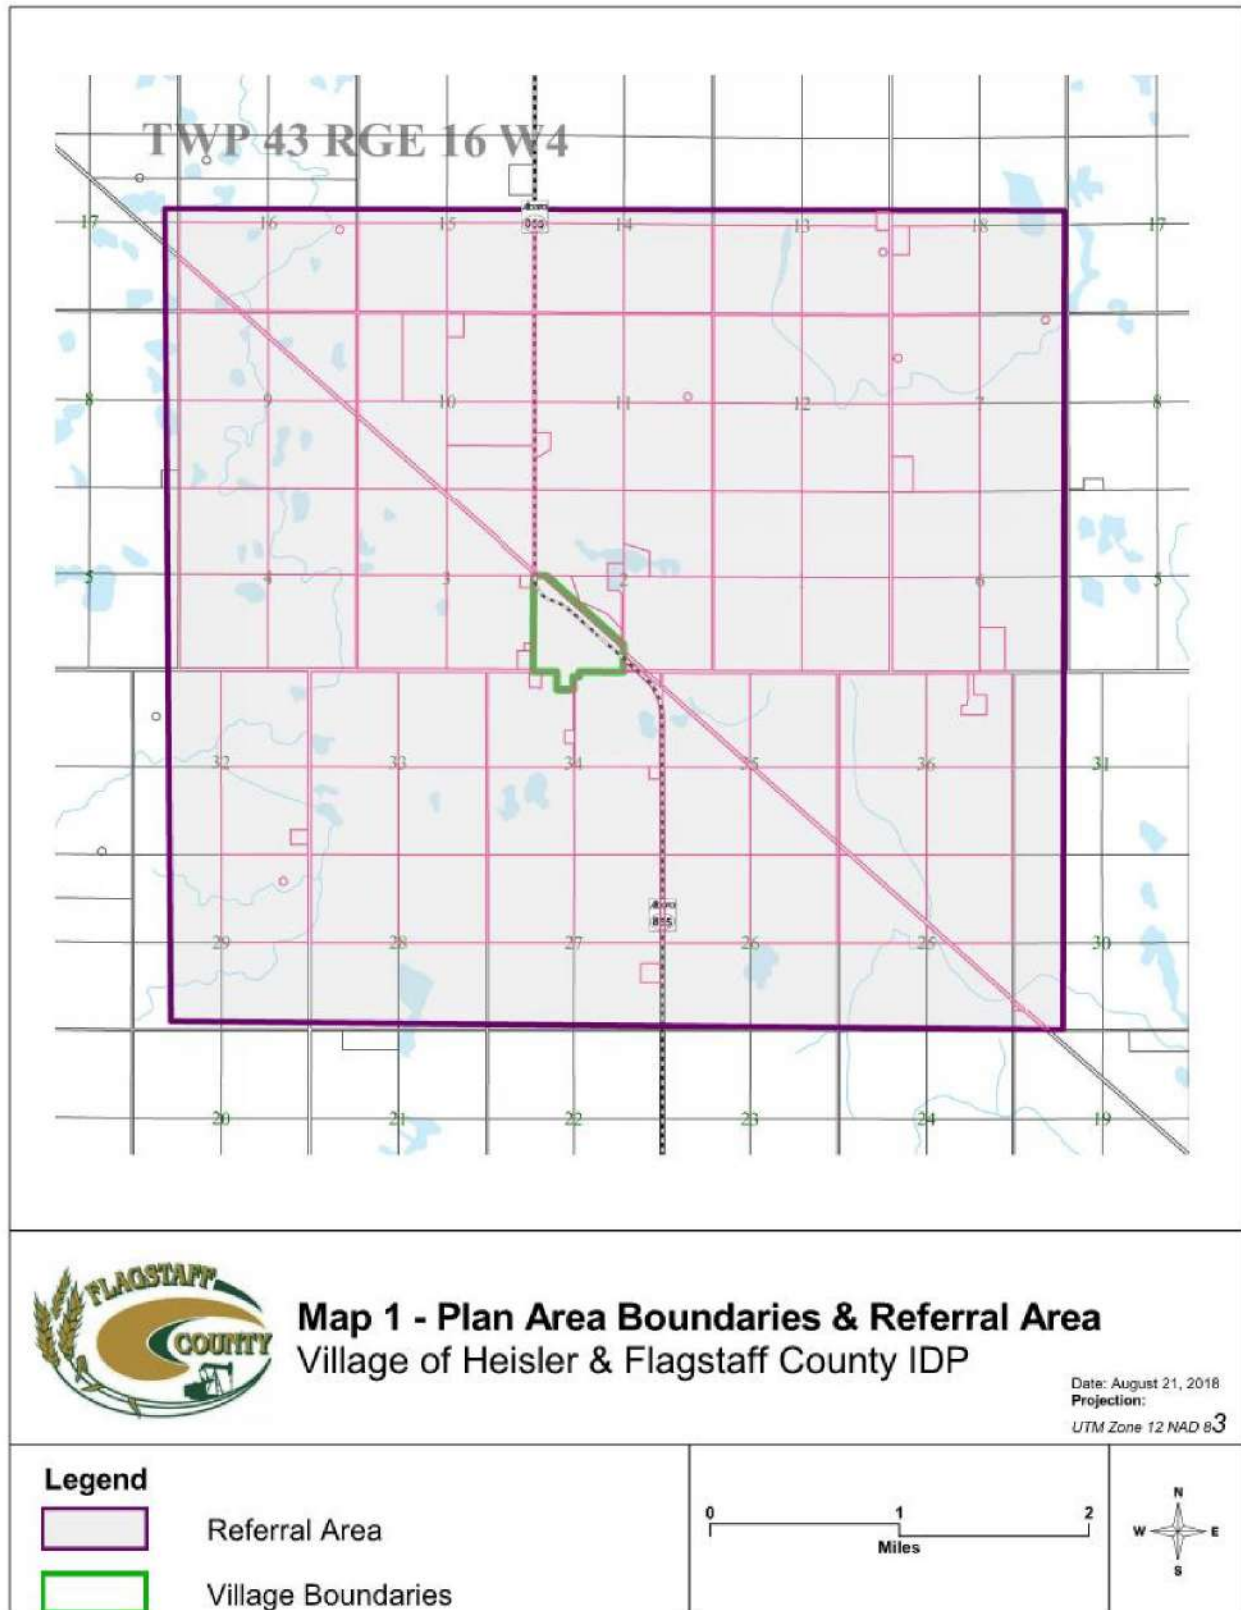 TWP 43 RGE 16 W4
17 16 15 14 13 18 17
8 9 10 11 12 7 8
5 4 3 2 1 6 5
32 33 34 35 36 31
855
29 28 27 26 25 30
20 21 22 23 24 19
FLAGSTAFF
COUNTY
Map 1 - Plan Area Boundaries & Referral Area
Village of Heisler & Flagstaff County IDP
Date: August 21, 2018
Projection:
UTM Zone 12 NAD 83
Legend
Referral Area
Village Boundaries
0 1 2
Miles
N
W E
S